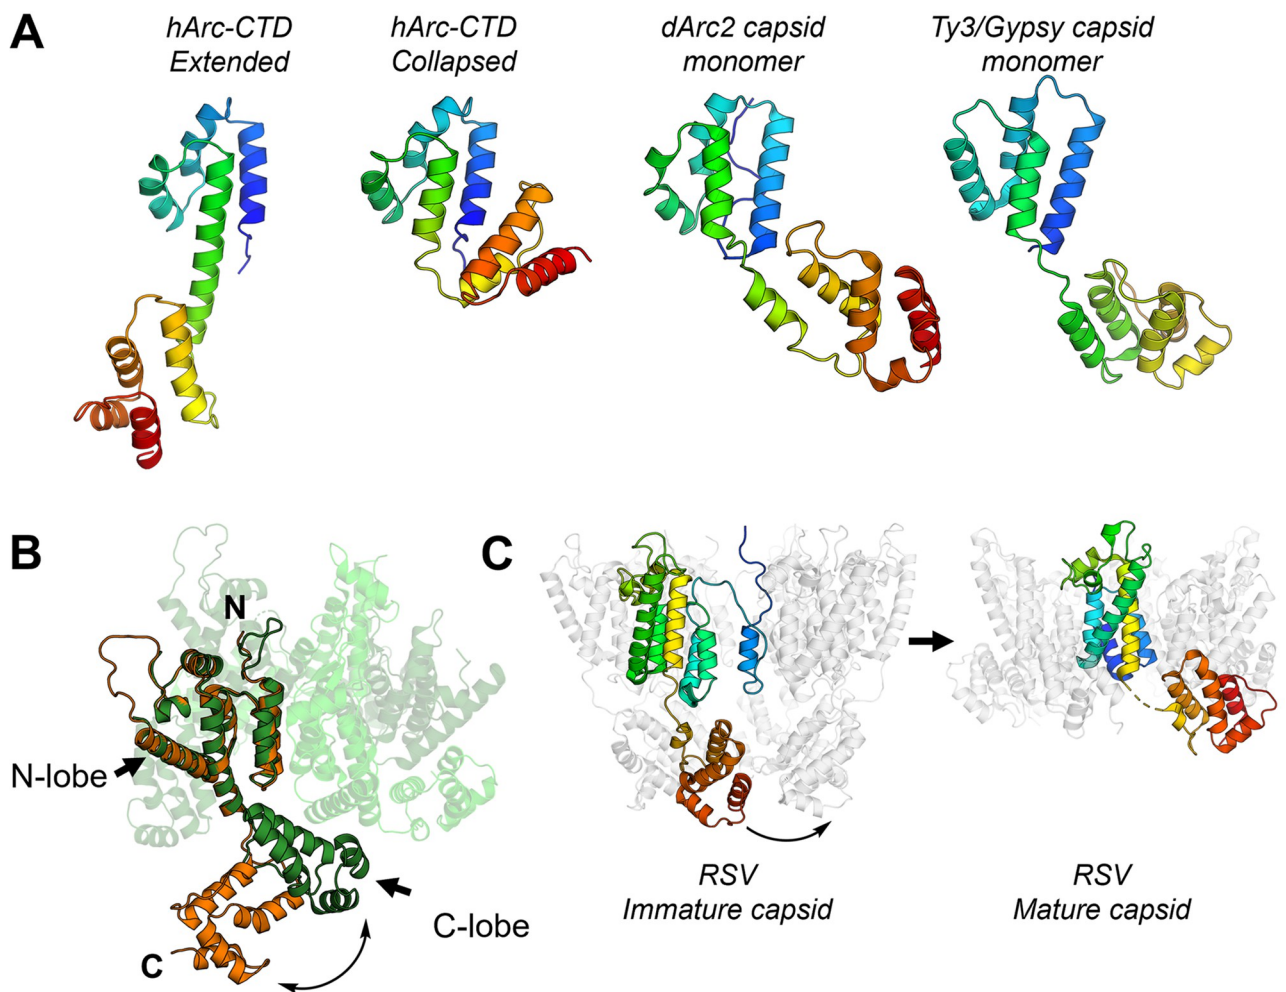 A
hArc-CTD
Extended
hArc-CTD
Collapsed
dArc2 capsid
monomer
Ty3/Gypsy capsid
monomer
B
N
N-lobe
C-lobe
C
C
RSV
Immature capsid
RSV
Mature capsid